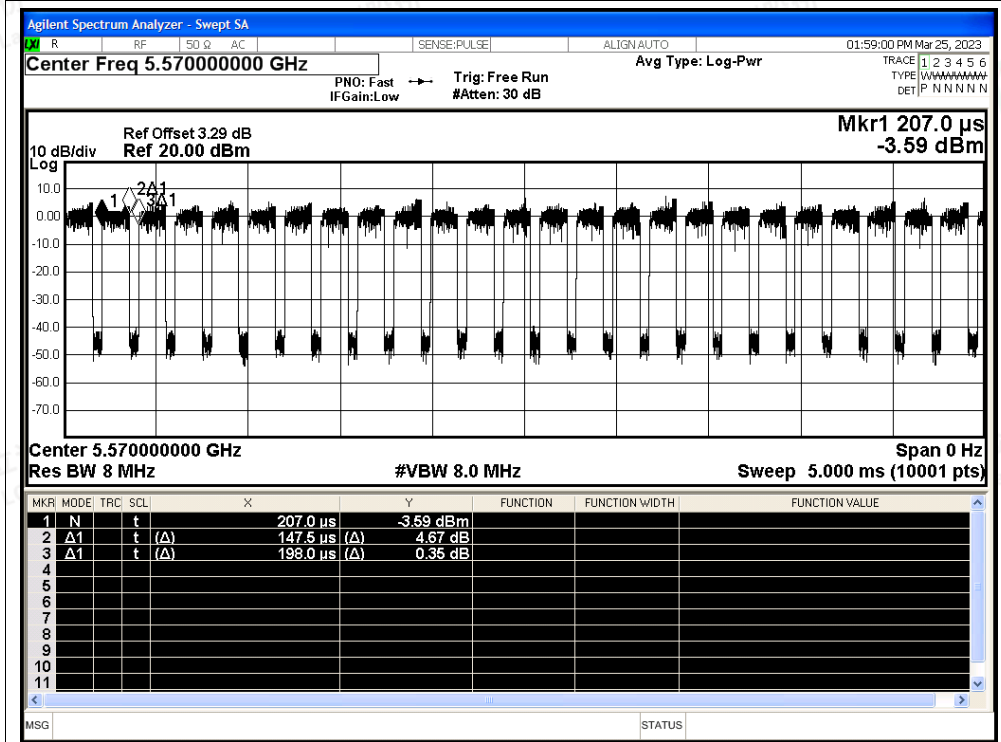 Agilent Spectrum Analyzer - Swept SA
LXI R RF 50 Ω AC SENSE:PULSE ALIGN AUTO 01:59:00 PM Mar 25, 2023
Center Freq 5.570000000 GHz Avg Type: Log-Pwr TRACE 1 2 3 4 5 6
PNO: Fast Trig: Free Run TYPE WWWWWW
IFGain:Low #Atten: 30 dB DET P N N N N N
Mkr1 207.0 µs
Ref Offset 3.29 dB
10 dB/div Ref 20.00 dBm -3.59 dBm
Log
10.0
1 2Δ1
3Δ1
0.00
-10.0
-20.0
-30.0
-40.0
-50.0
-60.0
-70.0
Center 5.570000000 GHz Span 0 Hz
Res BW 8 MHz #VBW 8.0 MHz Sweep 5.000 ms (10001 pts)
MKR MODE TRC SCL X Y FUNCTION FUNCTION WIDTH FUNCTION VALUE
1 N t 207.0 µs -3.59 dBm
2 Δ1 t (Δ) 147.5 µs (Δ) 4.67 dB
3 Δ1 t (Δ) 198.0 µs (Δ) 0.35 dB
4
5
6
7
8
9
10
11
MSG STATUS